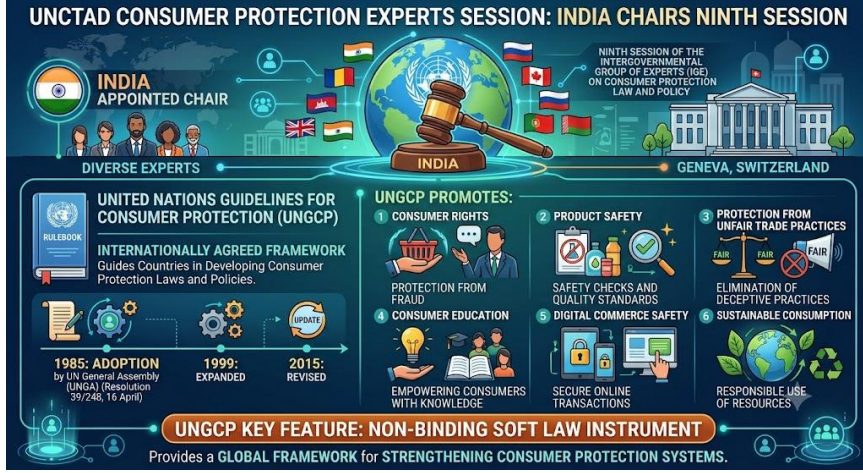 UNCTAD CONSUMER PROTECTION EXPERTS SESSION: INDIA CHAIRS NINTH SESSION
INDIA
APPOINTED CHAIR
NINTH SESSION OF THE
INTERGOVERNMENTAL
GROUP OF EXPERTS (IGE)
ON CONSUMER PROTECTION
LAW AND POLICY
INDIA
DIVERSE EXPERTS
GENEVA, SWITZERLAND
RULEBOOK
UNITED NATIONS GUIDELINES FOR
CONSUMER PROTECTION (UNGCP)
INTERNATIONALLY AGREED FRAMEWORK
Guides Countries in Developing Consumer
Protection Laws and Policies.
UPDATE
1985: ADOPTION
by UN General Assembly
(UNGA) (Resolution
39/248, 16 April)
1999:
EXPANDED
2015:
REVISED
UNGCP PROMOTES:
1 CONSUMER RIGHTS
PROTECTION FROM
FRAUD
2 PRODUCT SAFETY
SAFETY CHECKS AND
QUALITY STANDARDS
3 PROTECTION FROM
UNFAIR TRADE PRACTICES
FAIR
FAIR
FAIR
ELIMINATION OF
DECEPTIVE PRACTICES
4 CONSUMER EDUCATION
EMPOWERING CONSUMERS
WITH KNOWLEDGE
5 DIGITAL COMMERCE SAFETY
SECURE ONLINE
TRANSACTIONS
6 SUSTAINABLE CONSUMPTION
RESPONSIBLE USE
OF RESOURCES
UNGCP KEY FEATURE: NON-BINDING SOFT LAW INSTRUMENT
Provides a GLOBAL FRAMEWORK for STRENGTHENING CONSUMER PROTECTION SYSTEMS.